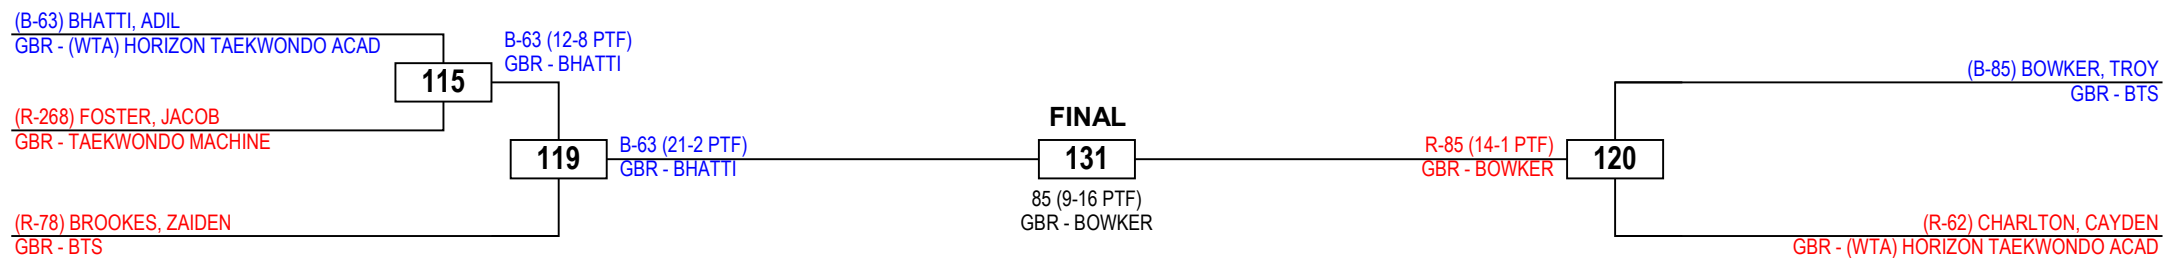 (B-63) BHATTI, ADIL
GBR - (WTA) HORIZON TAEKWONDO ACAD
115
B-63 (12-8 PTF)
GBR - BHATTI
(R-268) FOSTER, JACOB
GBR - TAEKWONDO MACHINE
119
B-63 (21-2 PTF)
GBR - BHATTI
(R-78) BROOKES, ZAIDEN
GBR - BTS
FINAL
131
85 (9-16 PTF)
GBR - BOWKER
R-85 (14-1 PTF)
GBR - BOWKER
120
(B-85) BOWKER, TROY
GBR - BTS
(R-62) CHARLTON, CAYDEN
GBR - (WTA) HORIZON TAEKWONDO ACAD